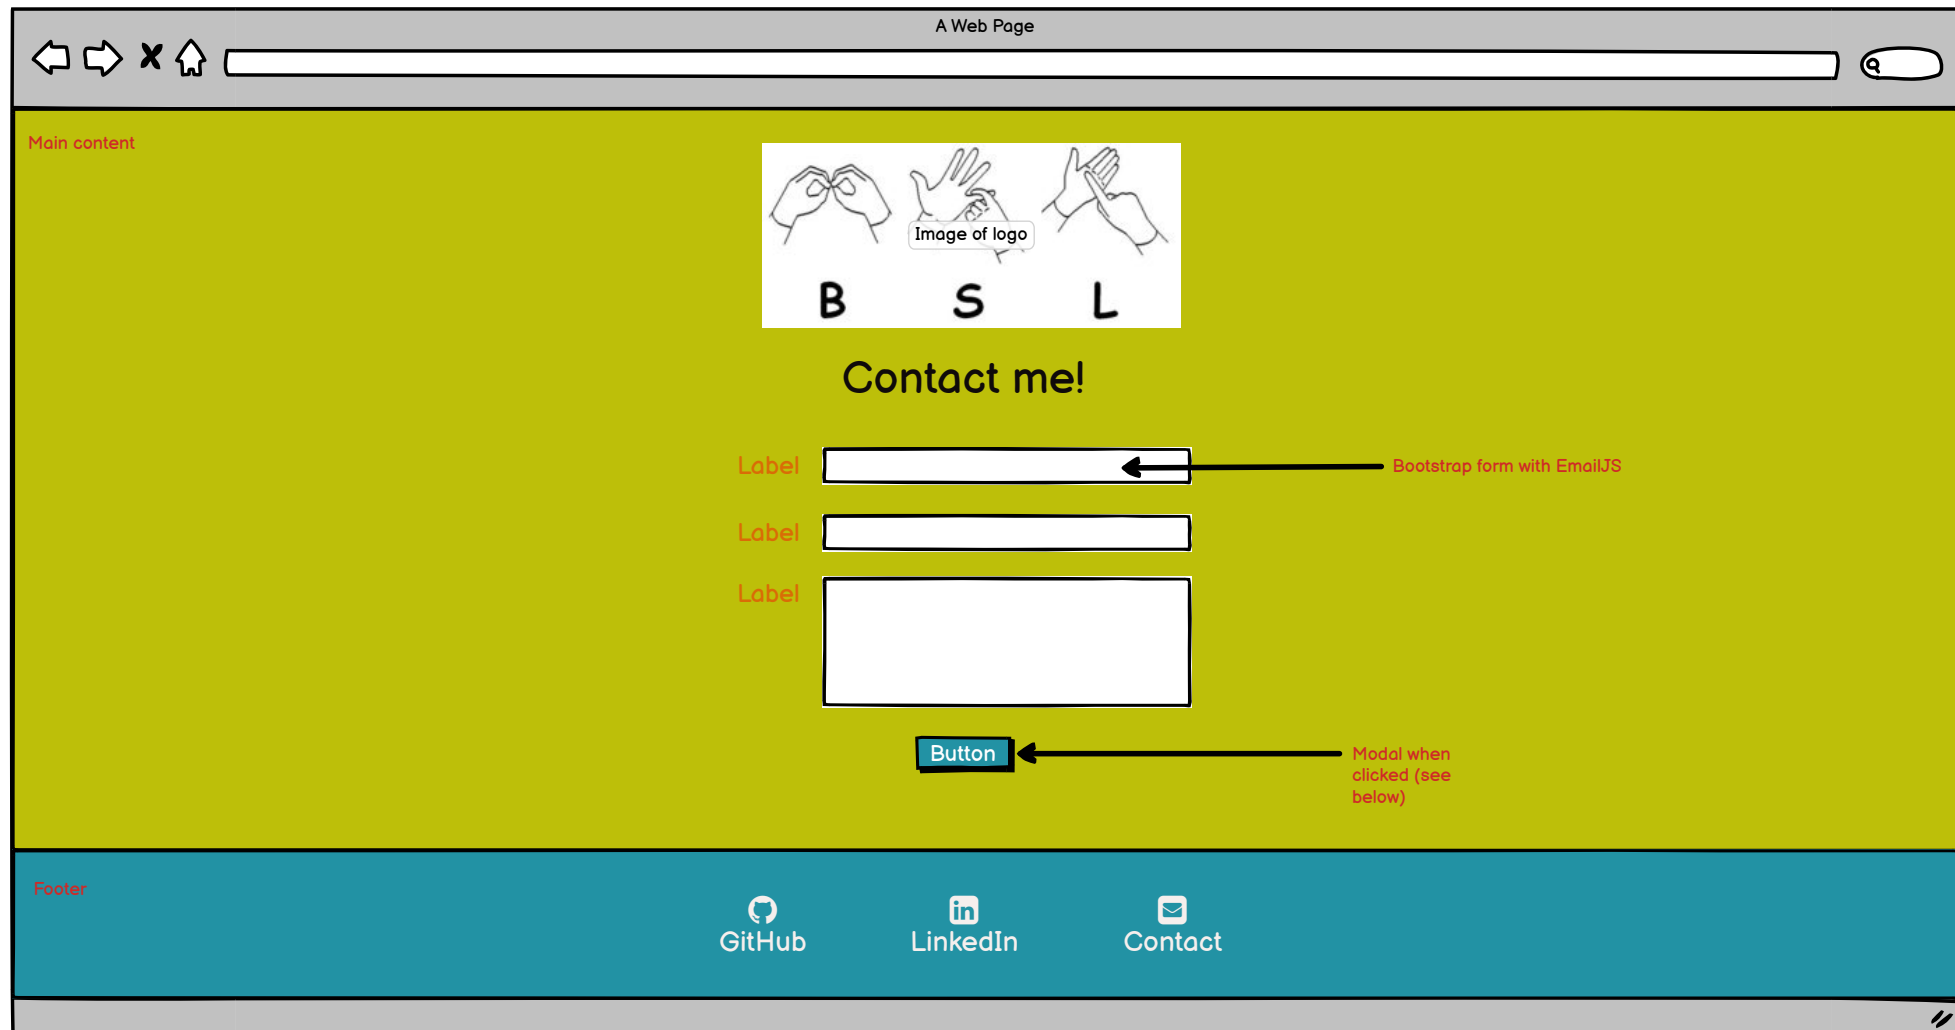 A Web Page
Main content
Image of logo
B S L
Contact me!
Label
Bootstrap form with EmailJS
Label
Label
Button
Modal when
clicked (see
below)
Footer
in
GitHub
LinkedIn
Contact